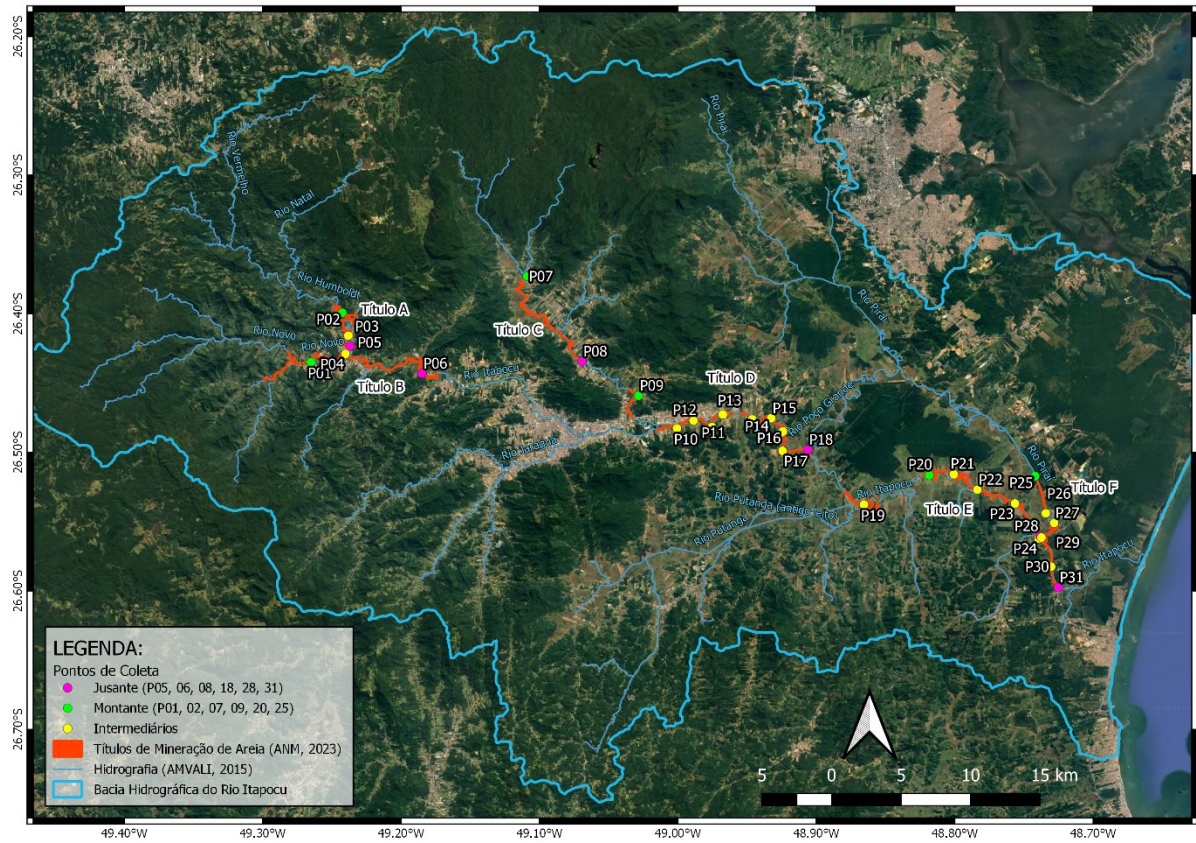 26.20°S
Rio Piraí
Rio Vermelho
26.30°S
Rio Natal
P07
Rio Humboldt
Rio Piraí
26.40°S
P02
Título A
P03
Título C
Rio Novo
Rio Novo
P05
P04
P01
P06
P08
Título B
Rio Itapocu
P09
Título D
Rio Poço Grande
P12
P13
P15
P10
P11
P14
P16
P18
Rio Jaraguá
26.50°S
P17
P20
P21
Rio Piraí
P25
Título F
Rio Itapocu
P22
P26
Rio Putanga (antigo leito)
P19
Título E
P23
P27
Rio Putanga
P28
P24
P29
Rio Itapocu
P30
P31
26.60°S
26.70°S
LEGENDA:
Pontos de Coleta
Jusante (P05, 06, 08, 18, 28, 31)
Montante (P01, 02, 07, 09, 20, 25)
Intermediários
Títulos de Mineração de Areia (ANM, 2023)
Hidrografia (AMVALI, 2015)
Bacia Hidrográfica do Rio Itapocu
5 0 5 10 15 km
49.40°W 49.30°W 49.20°W 49.10°W 49.00°W 48.90°W 48.80°W 48.70°W